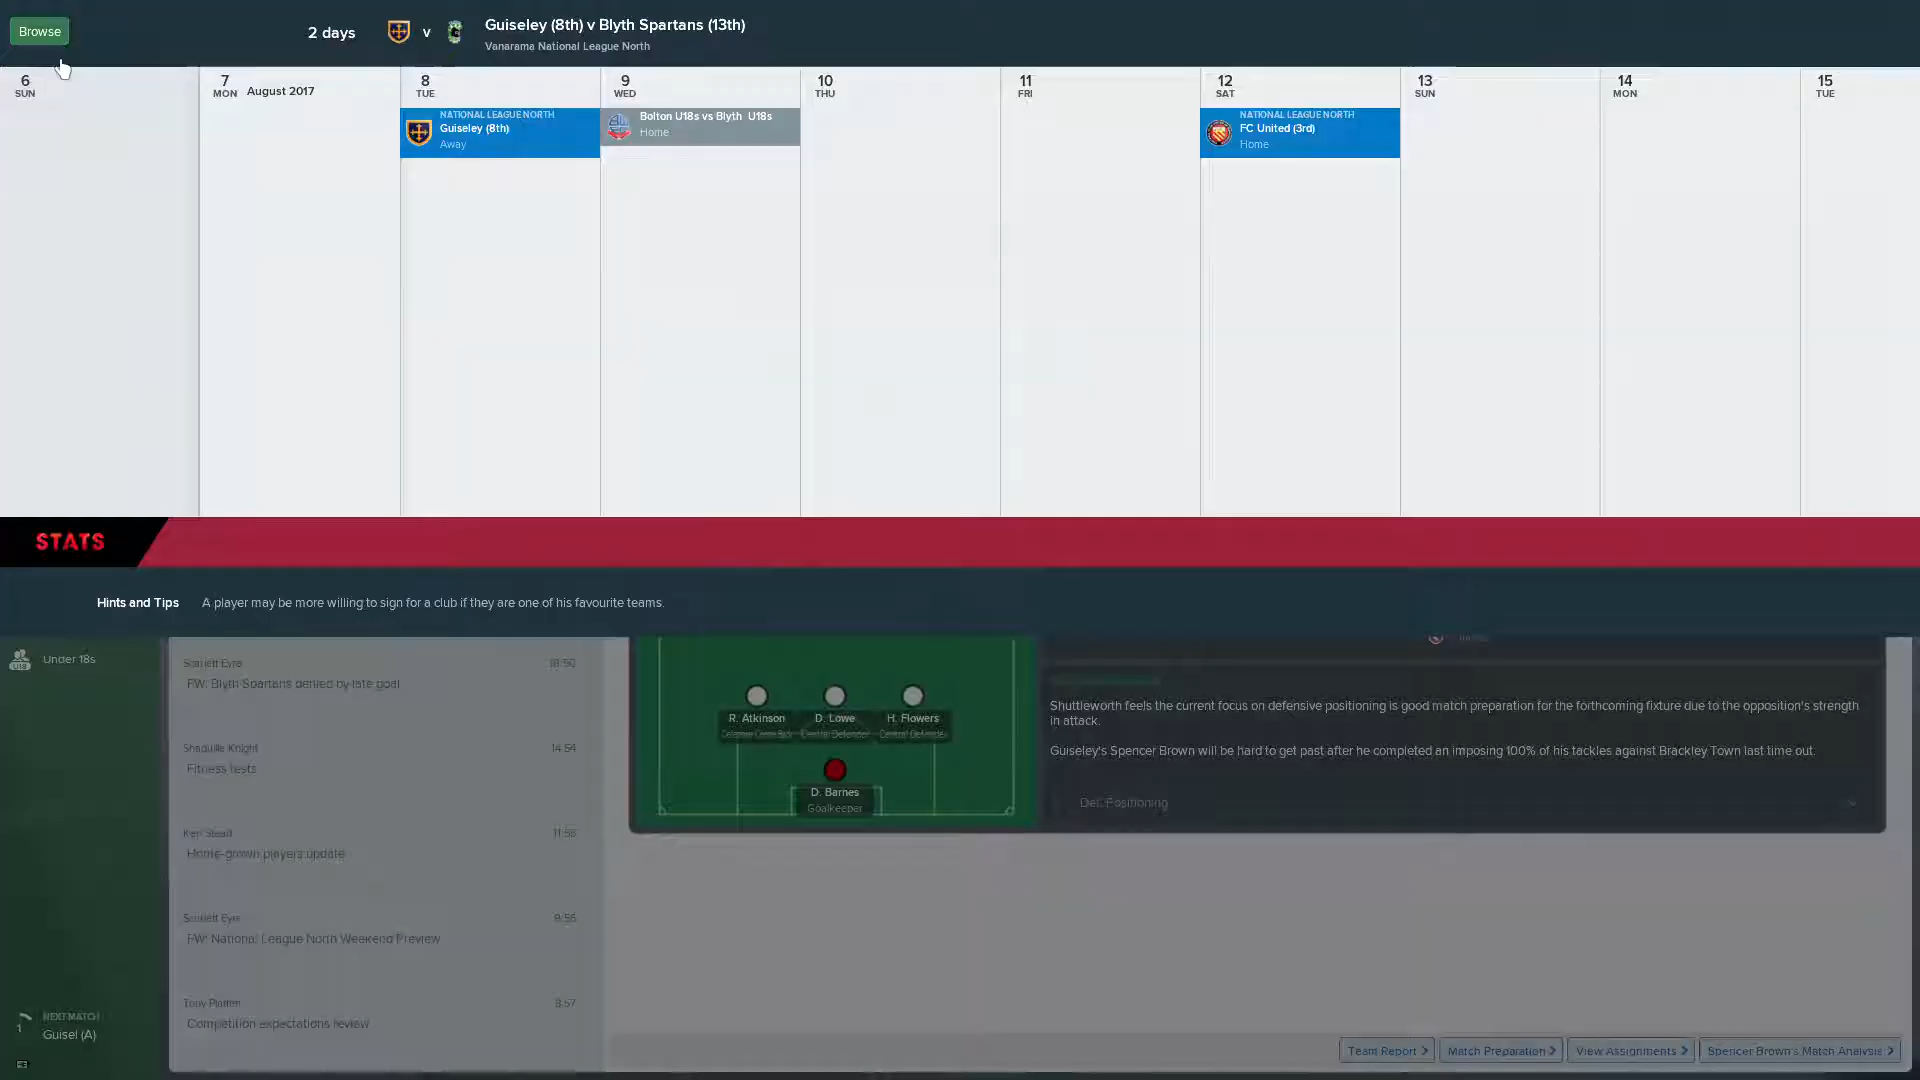 Browse
2 days
v
Guiseley (8th) v Blyth Spartans (13th)
Vanarama National League North
6
SUN
7
MON
August 2017
8
TUE
9
WED
10
THU
11
FRI
12
SAT
13
SUN
14
MON
15
TUE
NATIONAL LEAGUE NORTH
Guiseley (8th)
Away
Bolton U18s vs Blyth U18s
Home
NATIONAL LEAGUE NORTH
FC United (3rd)
Home
STATS
Hints and Tips
A player may be more willing to sign for a club if they are one of his favourite teams.
Under 18s
Scarlett Eyre
FW: Blyth Spartans denied by late goal
Shaquille Knight
14:54
Fitness tests
Ken Stead
11:58
Home-grown players update
Scarlett Eyre
9:56
FW: National League North Weekend Preview
Tony Platten
8:57
Competition expectations review
1
NEXT MATCH
Guisel (A)
R. Atkinson
D. Lowe
H. Flowers
Central Defender
Central Defender
D. Barnes
Goalkeeper
Shuttleworth feels the current focus on defensive positioning is good match preparation for the forthcoming fixture due to the opposition's strength
in attack.
Guiseley's Spencer Brown will be hard to get past after he completed an imposing 100% of his tackles against Brackley Town last time out.
Def. Positioning
Team Report
Match Preparation
View Assignments
Spencer Brown's Match Analysis